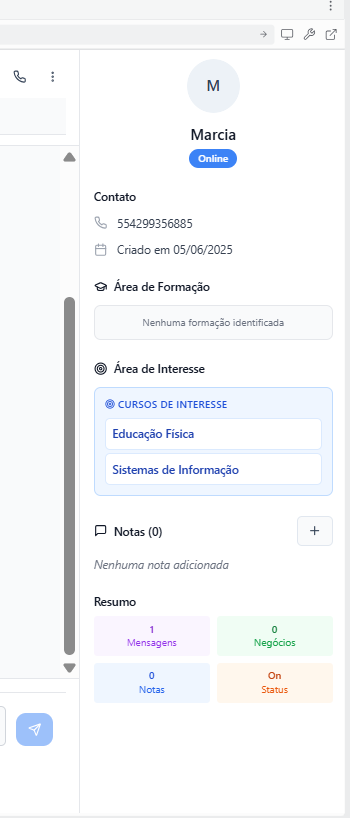 M
Marcia
Online
Contato
554299356885
Criado em 05/06/2025
Área de Formação
Nenhuma formação identificada
Área de Interesse
CURSOS DE INTERESSE
Educação Física
Sistemas de Informação
Notas (0)
Nenhuma nota adicionada
Resumo
1
Mensagens
0
Negócios
0
Notas
On
Status